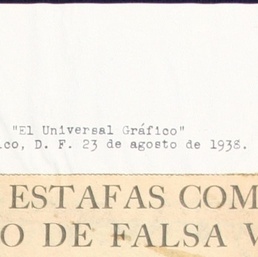 "El Universal Gráfico"
ico, D. F. 23 de agosto de 1938.
ESTAFAS COM
O DE FALSA V